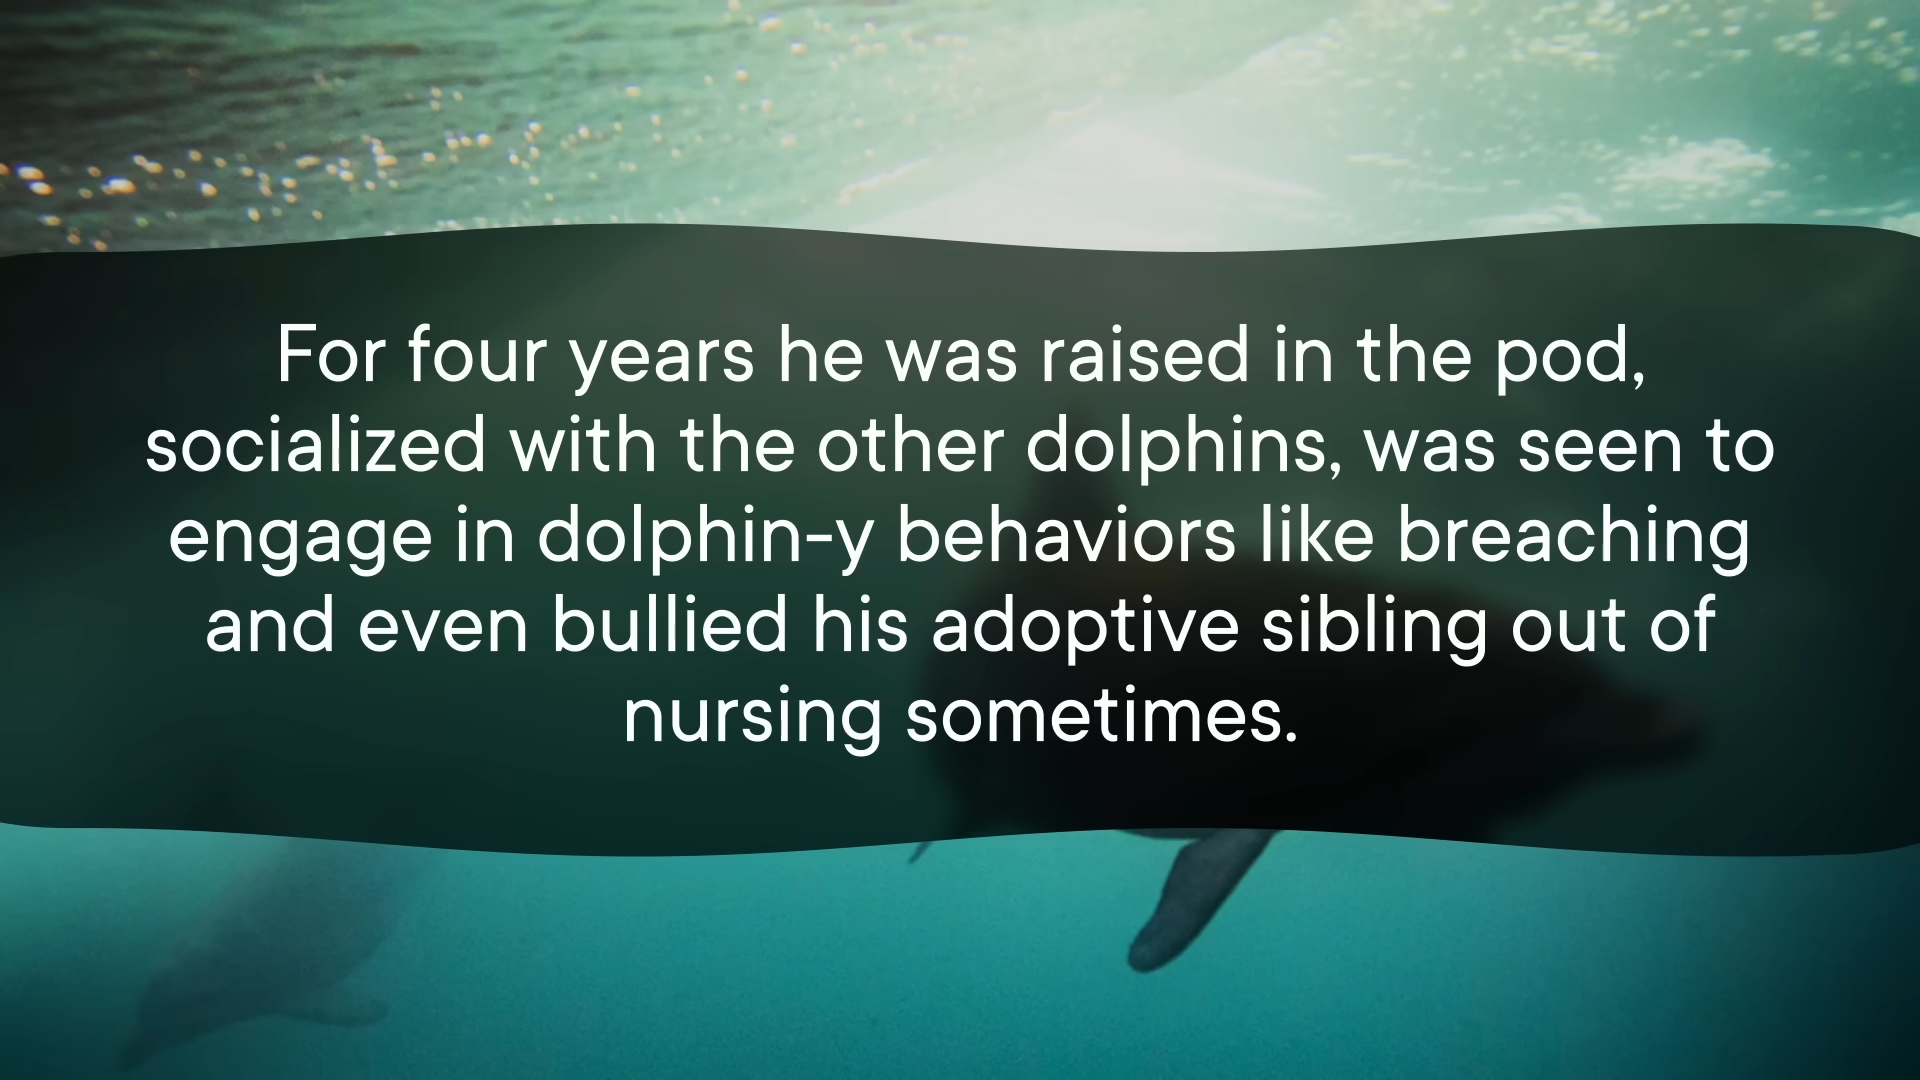 For four years he was raised in the pod,
socialized with the other dolphins, was seen to
engage in dolphin-y behaviors like breaching
and even bullied his adoptive sibling out of
nursing sometimes.